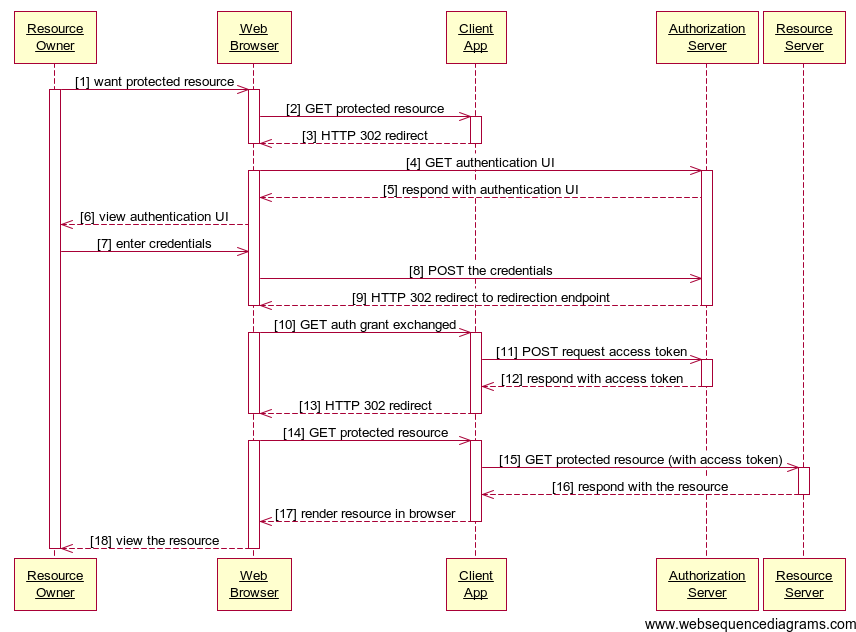 Resource Owner
Web Browser
Client App
Authorization Server
Resource Server
[1] want protected resource
[2] GET protected resource
[3] HTTP 302 redirect
[4] GET authentication UI
[5] respond with authentication UI
[6] view authentication UI
[7] enter credentials
[8] POST the credentials
[9] HTTP 302 redirect to redirection endpoint
[10] GET auth grant exchanged
[11] POST request access token
[12] respond with access token
[13] HTTP 302 redirect
[14] GET protected resource
[15] GET protected resource (with access token)
[16] respond with the resource
[17] render resource in browser
[18] view the resource
Resource Owner
Web Browser
Client App
Authorization Server
Resource Server
www.websequencediagrams.com